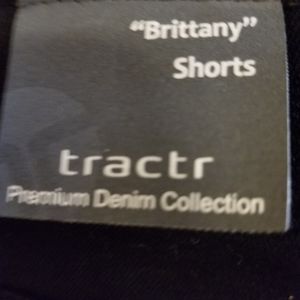 “Brittany”
Shorts
tractr
Premium Denim Collection